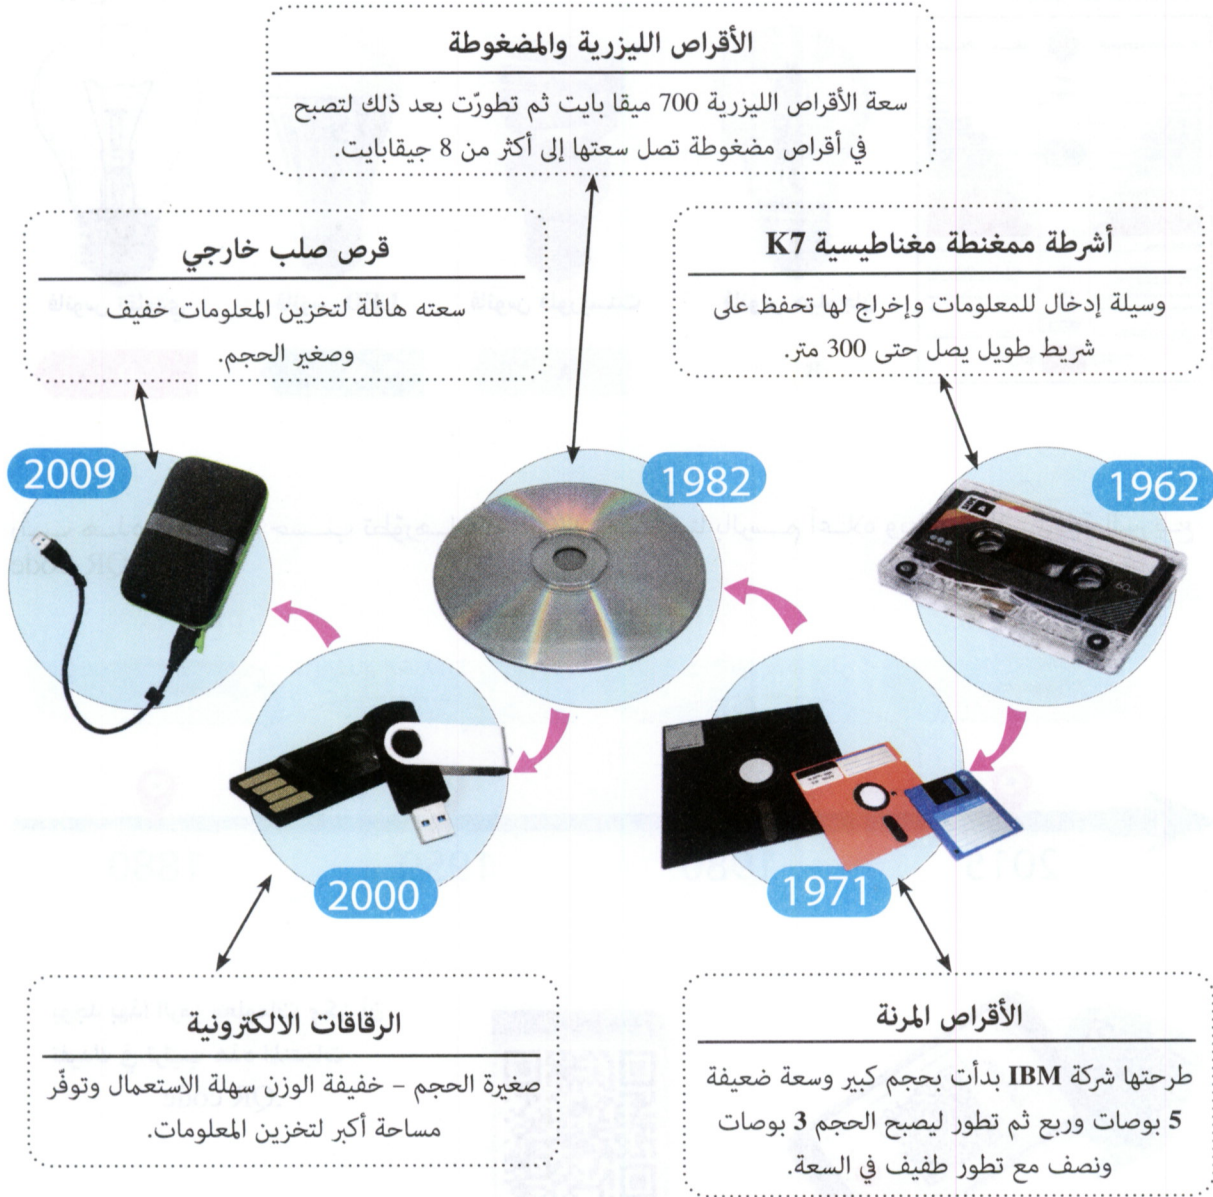 الأقراص الليزرية والمضغوطة
سعة الأقراص الليزرية 700 ميقا بايت ثم تطورّت بعد ذلك لتصبح
في أقراص مضغوطة تصل سعتها إلى أكثر من 8 جيقابايت.
أشرطة ممغنطة مغناطيسية K7
وسيلة إدخال للمعلومات وإخراج لها تحفظ على
شريط طويل يصل حتى 300 متر.
قرص صلب خارجي
سعته هائلة لتخزين المعلومات خفيف
وصغير الحجم.
1962
1982
2009
1971
2000
الأقراص المرنة
طرحتها شركة IBM بدأت بحجم كبير وسعة ضعيفة
5 بوصات وربع ثم تطور ليصبح الحجم 3 بوصات
ونصف مع تطور طفيف في السعة.
الرقاقات الالكترونية
صغيرة الحجم – خفيفة الوزن سهلة الاستعمال وتوفّر
مساحة أكبر لتخزين المعلومات.